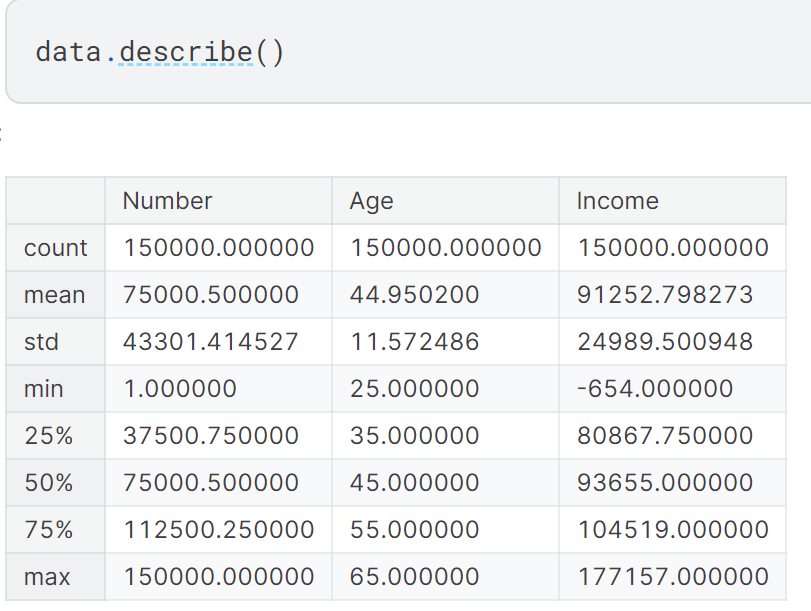 data.describe()
:
Number Age Income
count 150000.000000 150000.000000 150000.000000
mean 75000.500000 44.950200 91252.798273
std 43301.414527 11.572486 24989.500948
min 1.000000 25.000000 -654.000000
25% 37500.750000 35.000000 80867.750000
50% 75000.500000 45.000000 93655.000000
75% 112500.250000 55.000000 104519.000000
max 150000.000000 65.000000 177157.000000